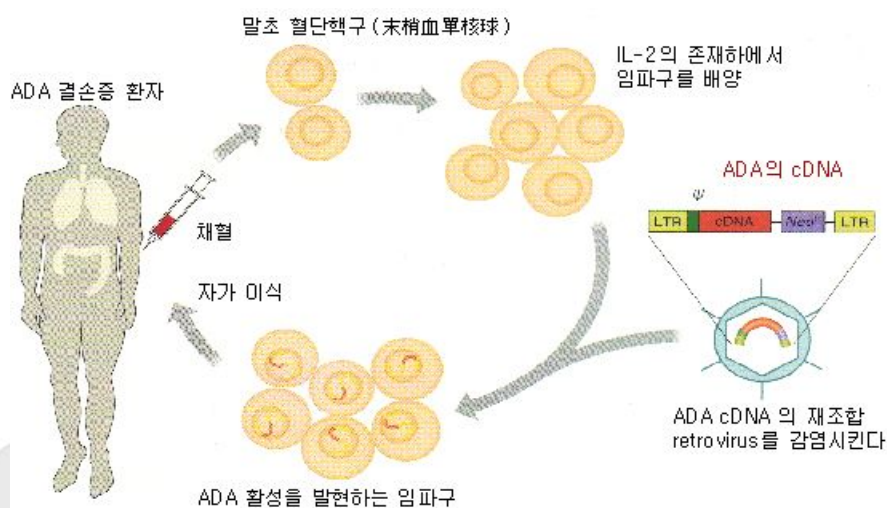 말초 혈단핵구 (末梢血單核球)
ADA 결손증 환자
IL-2의 존재하에서
임파구를 배양
ADA의 cDNA
ψ
LTR cDNA Neoʳ LTR
채혈
자가 이식
ADA cDNA 의 재조합
retrovirus를 감염시킨다
ADA 활성을 발현하는 임파구